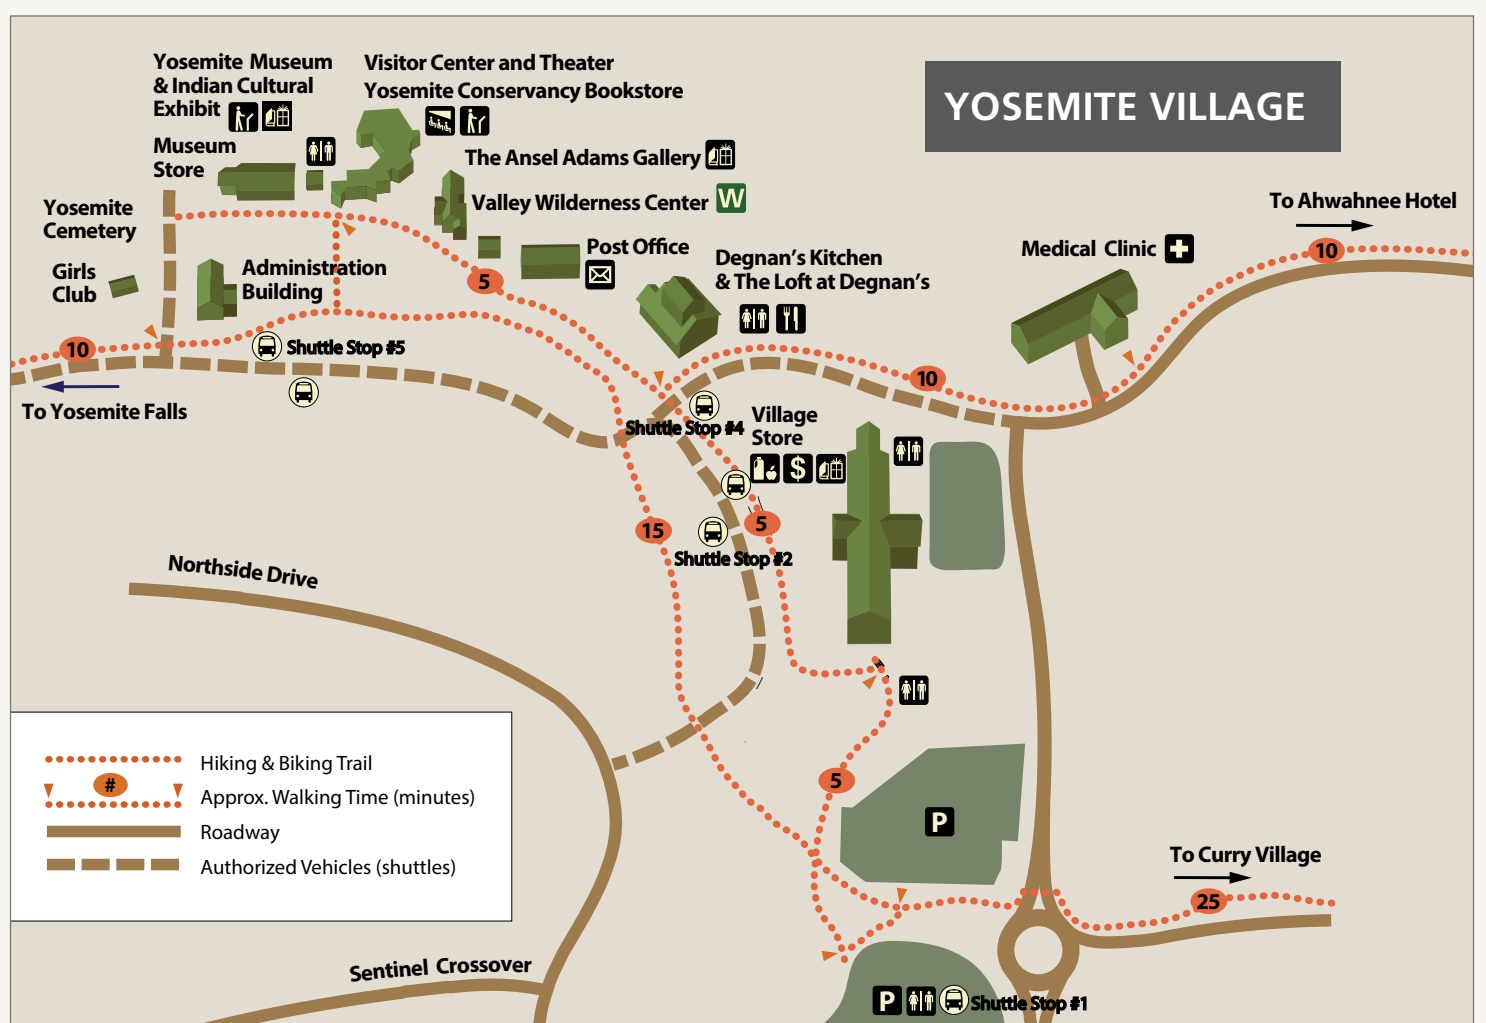 YOSEMITE VILLAGE
Yosemite Museum
& Indian Cultural
Exhibit
Museum
Store
Visitor Center and Theater
Yosemite Conservancy Bookstore
The Ansel Adams Gallery
Valley Wilderness Center W
Yosemite
Cemetery
Girls
Club
Administration
Building
Post Office
Degnan's Kitchen
& The Loft at Degnan's
Medical Clinic
To Ahwahnee Hotel
10
5
10
Shuttle Stop #5
To Yosemite Falls
10
Shuttle Stop #4
Village
Store
$
15
5
Shuttle Stop #2
Northside Drive
5
P
Hiking & Biking Trail
#
Approx. Walking Time (minutes)
Roadway
Authorized Vehicles (shuttles)
To Curry Village
25
Sentinel Crossover
P
Shuttle Stop #1